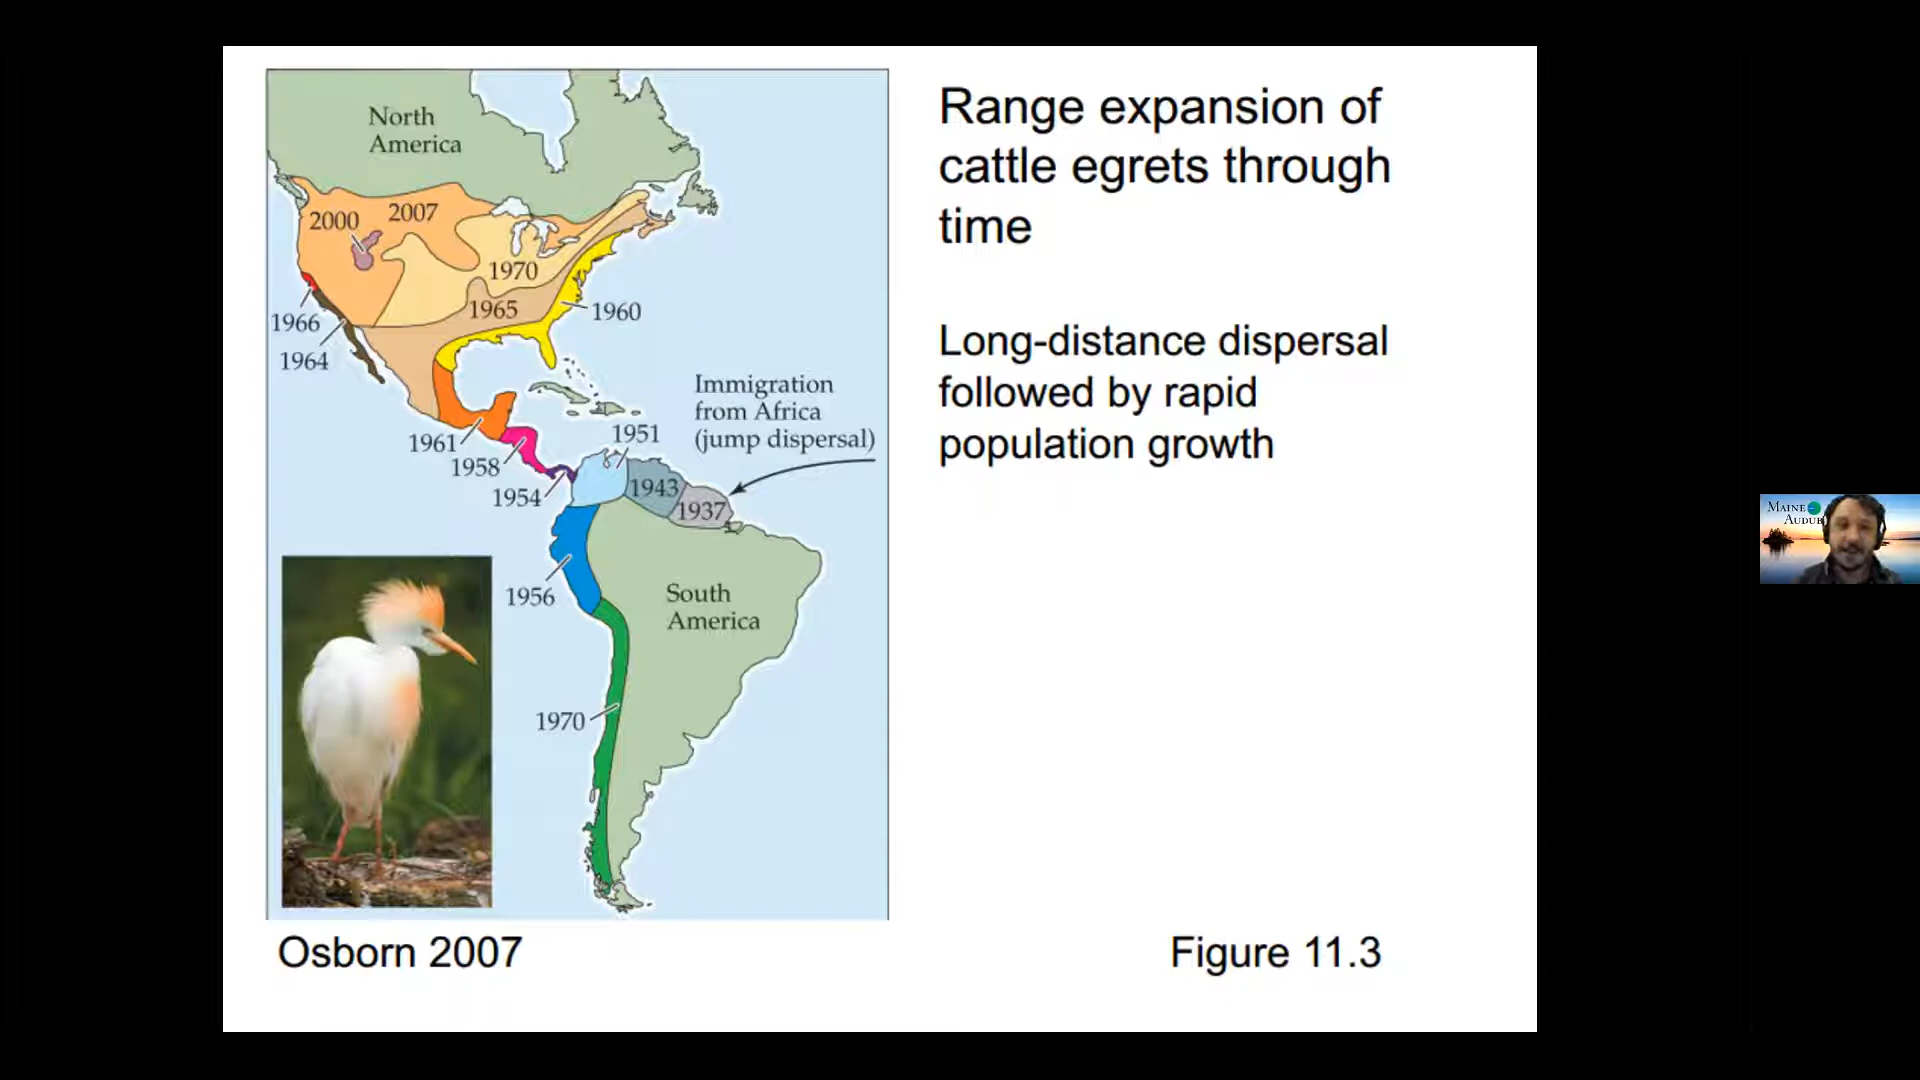 North
America
2000
2007
1970
1965
1960
1966
1964
Immigration
from Africa
(jump dispersal)
1961
1958
1954
1951
1943
1937
1956
South
America
1970
Osborn 2007
Range expansion of
cattle egrets through
time
Long-distance dispersal
followed by rapid
population growth
Figure 11.3
MAINE
AUDUB